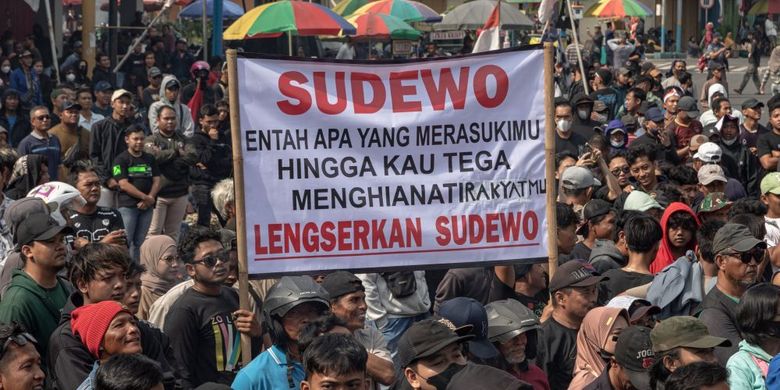 SUDEWO
ENTAH APA YANG MERASUKIMU
HINGGA KAU TEGA
MENGHIANATI RAKYATMU
LENGSERKAN SUDEWO